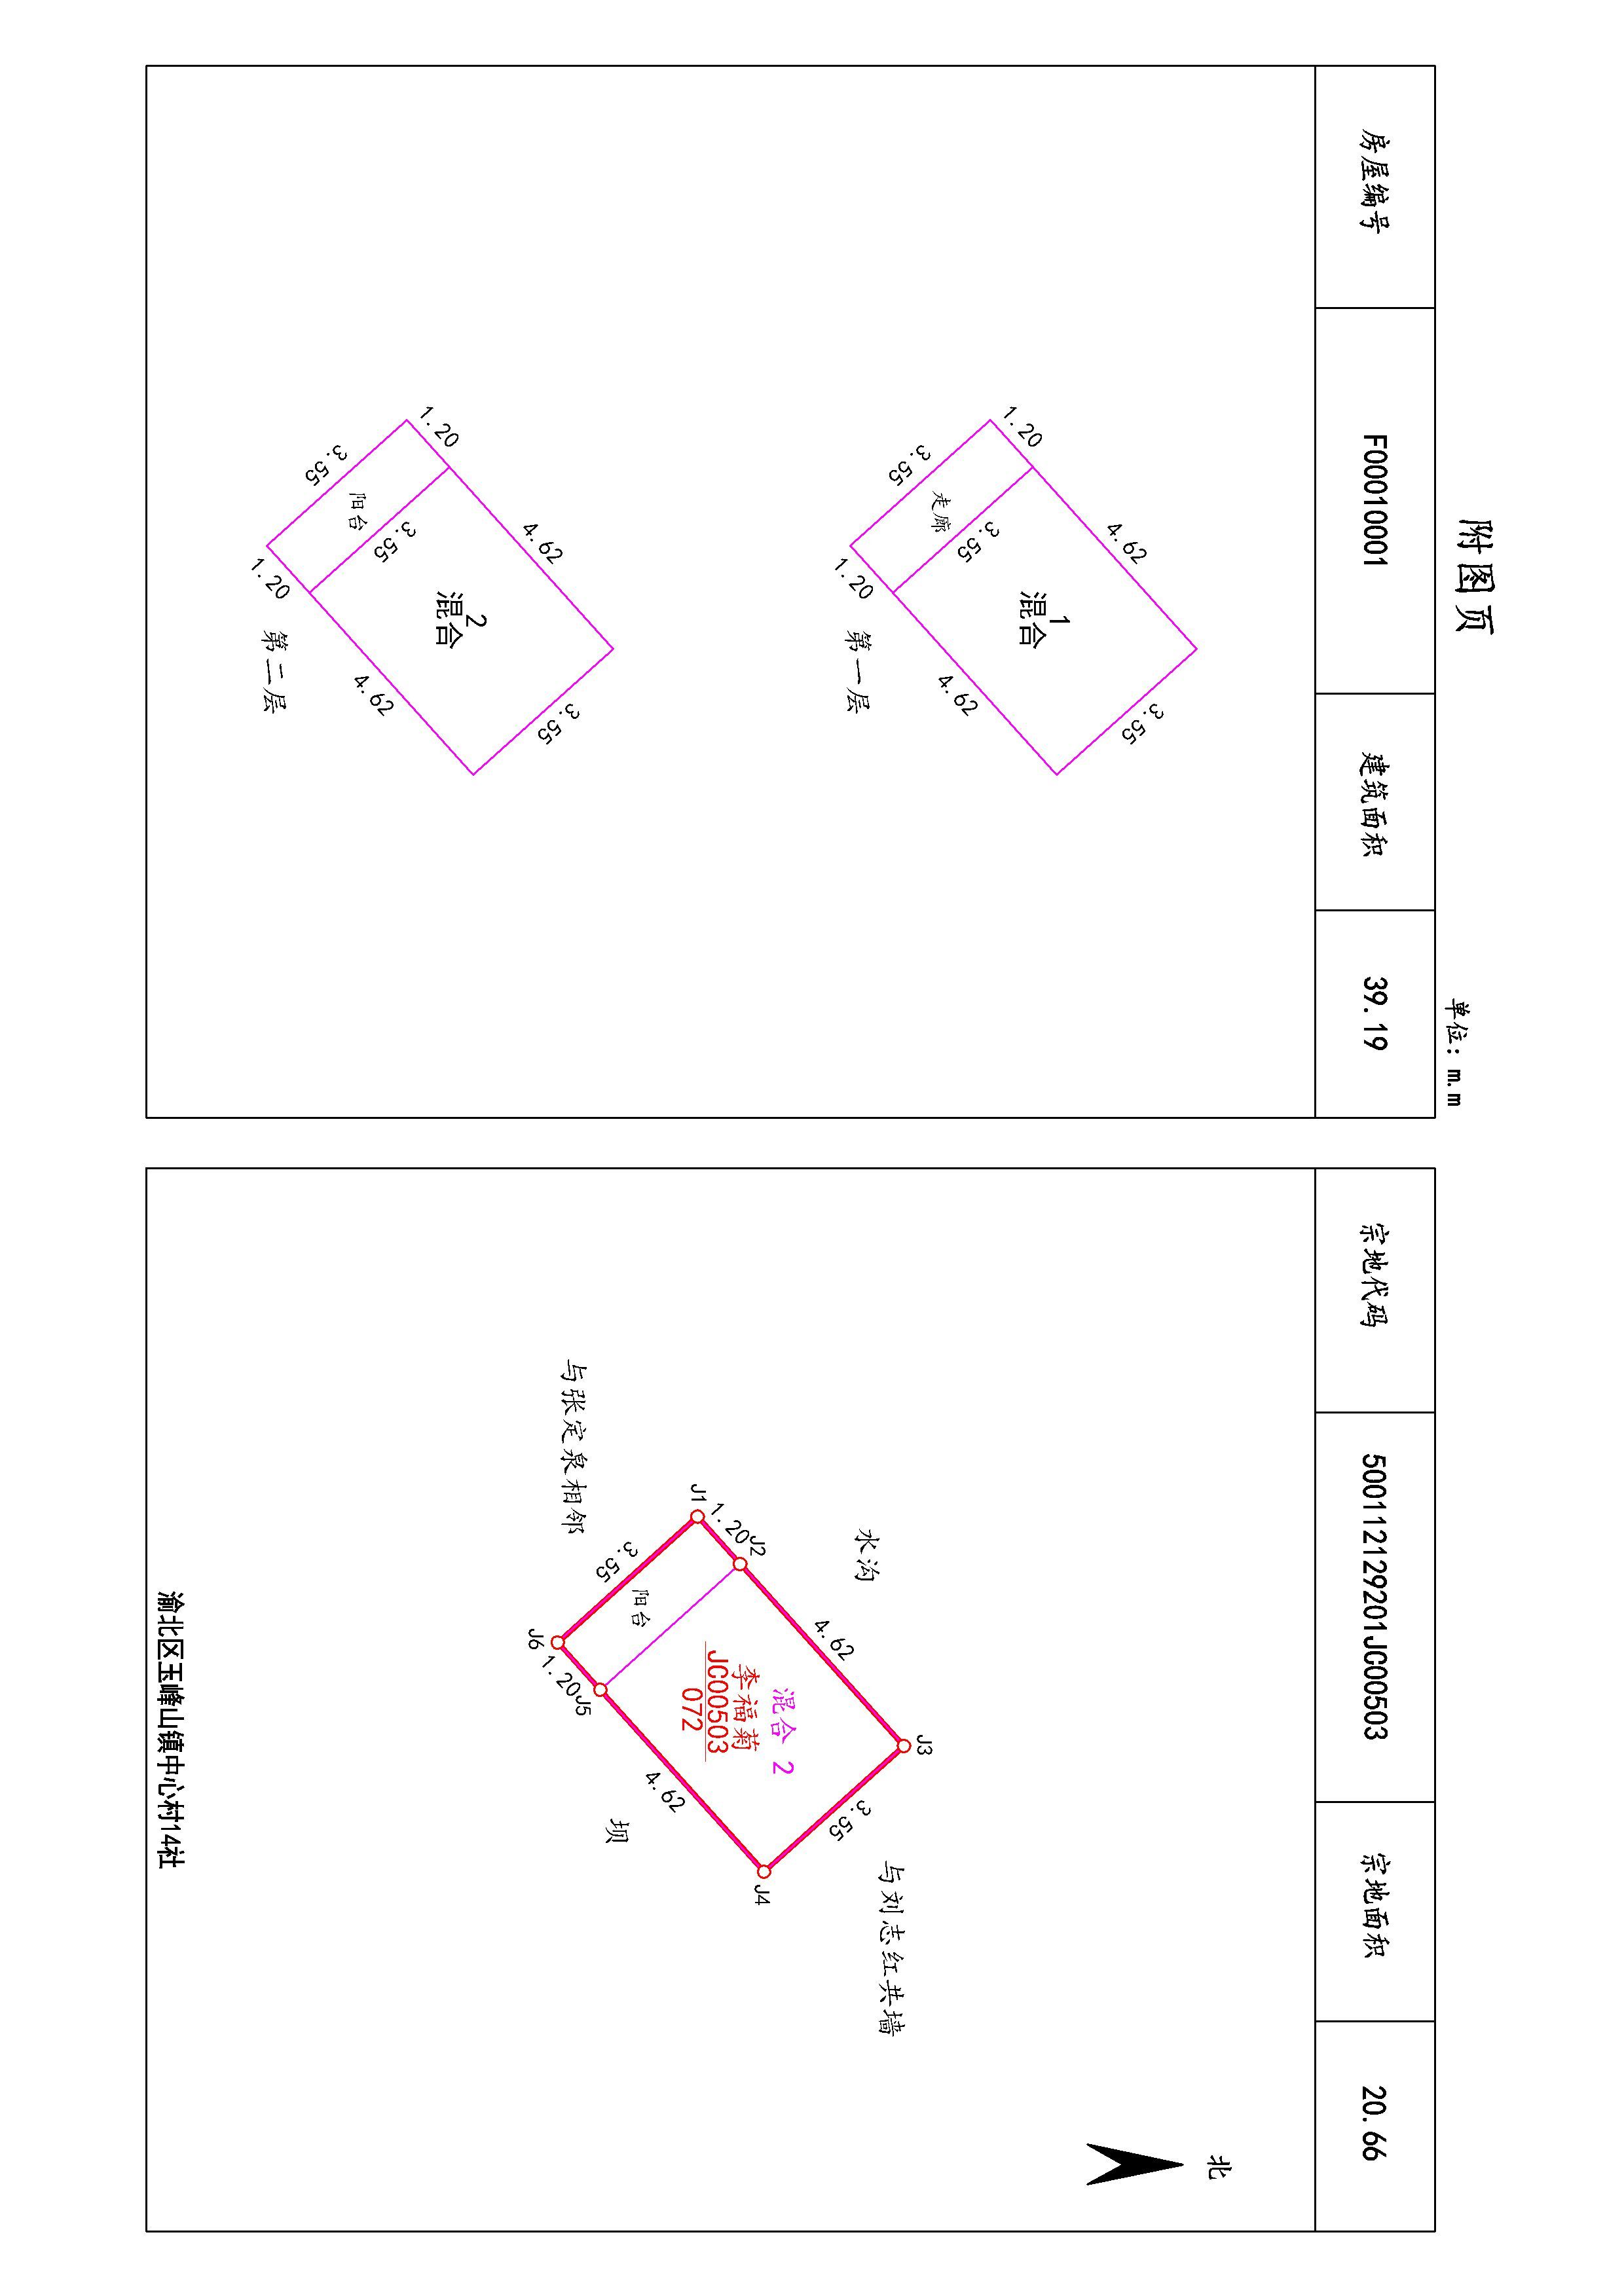 附图页
单位：m.m
房屋编号
F00010001
建筑面积
39.19
3.55
4.62
1
混合
4.62
3.55
走廊
1.20
1.20
3.55
第一层
3.55
4.62
2
混合
4.62
3.55
阳台
1.20
1.20
3.55
第二层
宗地代码
500112129201JC00503
宗地面积
20.66
北
与刘志红共墙
J3
3.55
J4
水沟
4.62
混合 2
李福菊
JC00503
072
4.62
坝
J2
1.20
J1
阳台
J5
1.20
J6
3.55
与张定泉相邻
渝北区玉峰山镇中心村14社